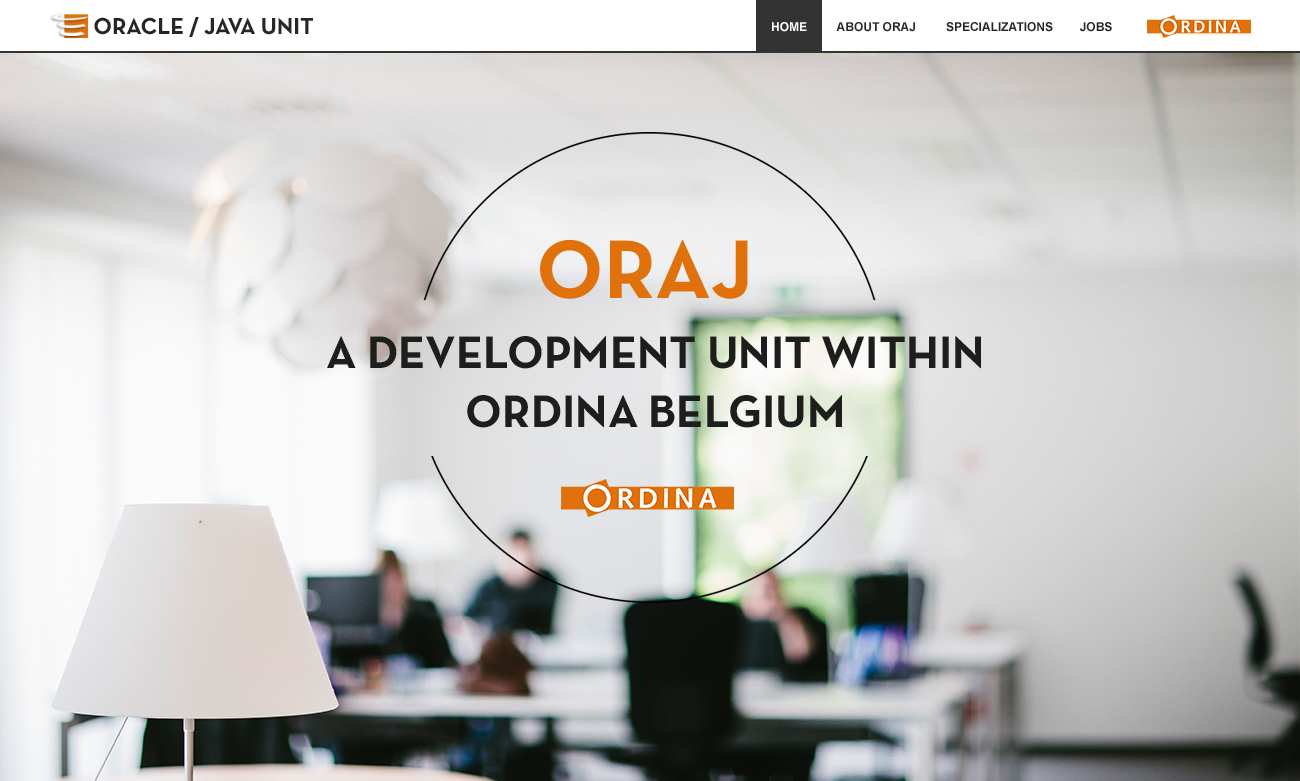 ORACLE / JAVA UNIT
HOME ABOUT ORAJ SPECIALIZATIONS JOBS ORDINA
ORAJ
A DEVELOPMENT UNIT WITHIN
ORDINA BELGIUM
ORDINA